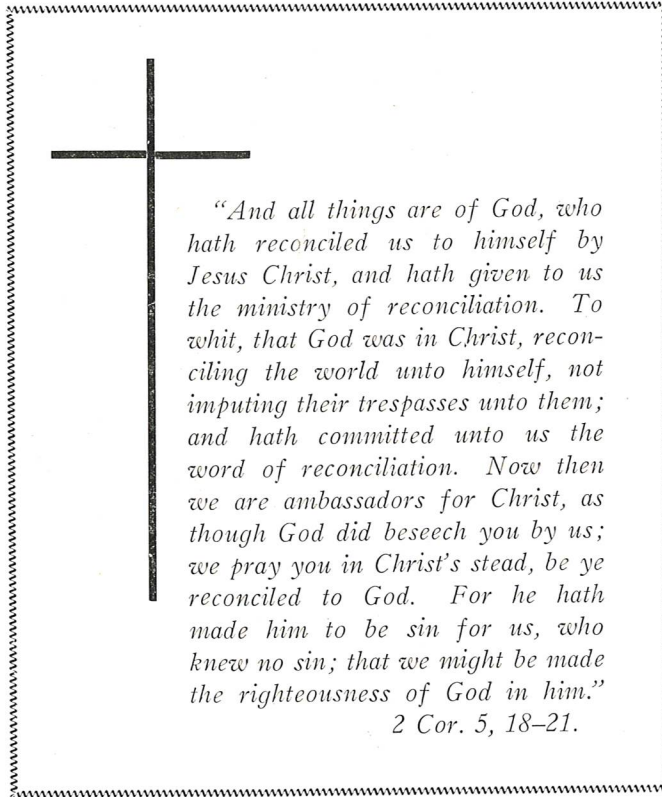 “And all things are of God, who
hath reconciled us to himself by
Jesus Christ, and hath given to us
the ministry of reconciliation. To
whit, that God was in Christ, recon-
ciling the world unto himself, not
imputing their trespasses unto them;
and hath committed unto us the
word of reconciliation. Now then
we are ambassadors for Christ, as
though God did beseech you by us;
we pray you in Christ’s stead, be ye
reconciled to God. For he hath
made him to be sin for us, who
knew no sin; that we might be made
the righteousness of God in him.”
2 Cor. 5, 18–21.